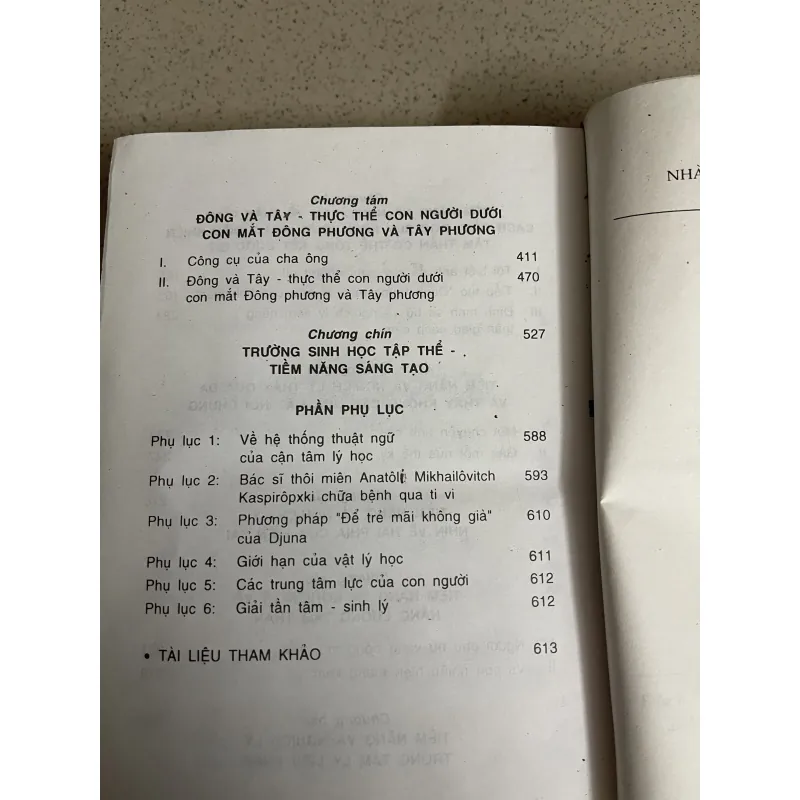 Chương tám
ĐÔNG VÀ TÂY - THỰC THỂ CON NGƯỜI DƯỚI
CON MẮT ĐÔNG PHƯƠNG VÀ TÂY PHƯƠNG
I. Công cụ của cha ông 411
II. Đông và Tây - thực thể con người dưới 470
con mắt Đông phương và Tây phương
Chương chín 527
TRƯỜNG SINH HỌC TẬP THỂ -
TIỀM NĂNG SÁNG TẠO
PHẦN PHỤ LỤC
Phụ lục 1: Về hệ thống thuật ngữ 588
của cận tâm lý học
Phụ lục 2: Bác sĩ thôi miên Anatôli Mikhailôvitch 593
Kaspirôpxki chữa bệnh qua ti vi
Phụ lục 3: Phương pháp "Để trẻ mãi không già" 610
của Djuna
Phụ lục 4: Giới hạn của vật lý học 611
Phụ lục 5: Các trung tâm lực của con người 612
Phụ lục 6: Giải tần tâm - sinh lý 612
• TÀI LIỆU THAM KHẢO 613
NHÀ